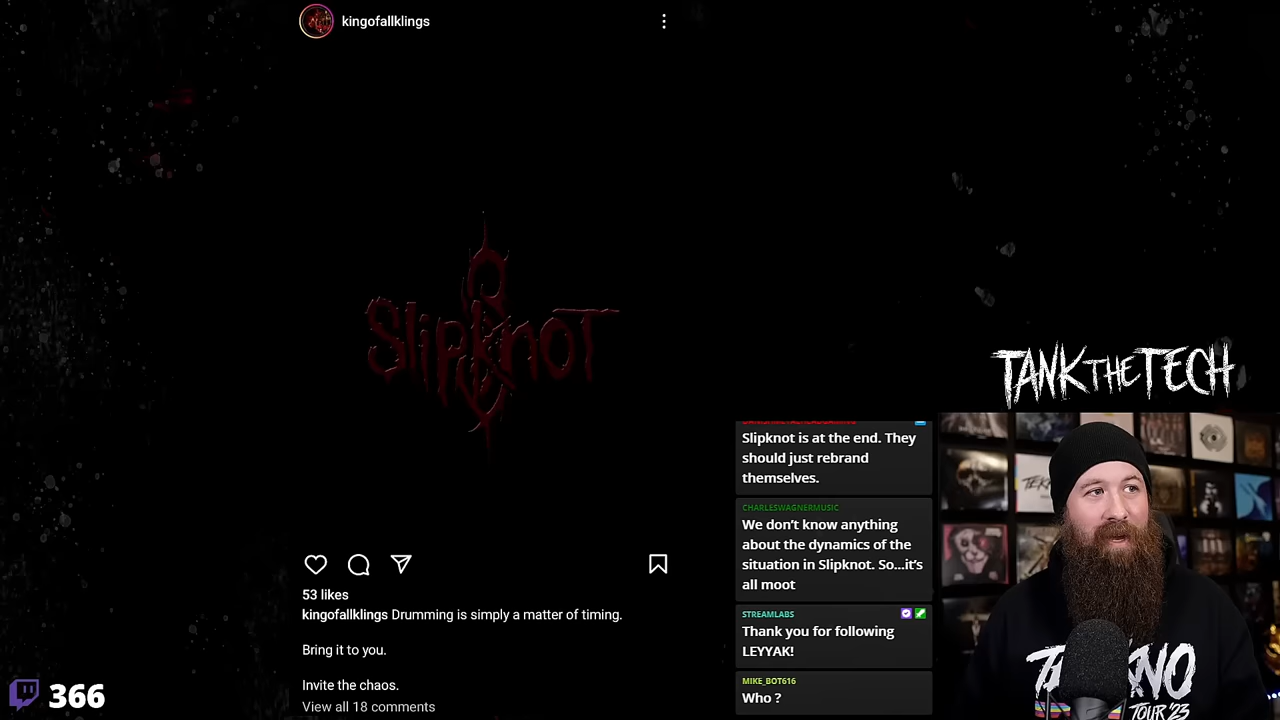 kingofallklings
Slipknot
TANKTHETECH
Slipknot is at the end. They
should just rebrand
themselves.
CHARLESWAGNERMUSIC
We don't know anything
about the dynamics of the
situation in Slipknot. So...it's
all moot
STREAMLABS
Thank you for following
LEYYAK!
MIKE_BOT616
Who ?
53 likes
kingofallklings Drumming is simply a matter of timing.
Bring it to you.
Invite the chaos.
View all 18 comments
366
TOUR'23